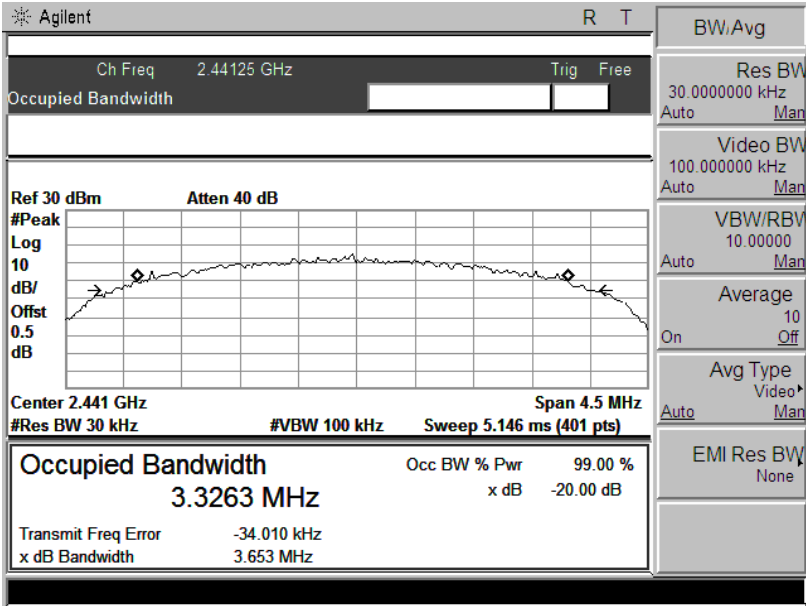 Agilent
R T
Ch Freq 2.44125 GHz
Trig Free
Occupied Bandwidth
Ref 30 dBm
Atten 40 dB
#Peak
Log
10
dB/
Offst
0.5
dB
Center 2.441 GHz
Span 4.5 MHz
#Res BW 30 kHz
#VBW 100 kHz
Sweep 5.146 ms (401 pts)
Occupied Bandwidth
3.3263 MHz
Occ BW % Pwr 99.00 %
x dB -20.00 dB
Transmit Freq Error -34.010 kHz
x dB Bandwidth 3.653 MHz
BW/Avg
Res BW
30.0000000 kHz
Auto Man
Video BW
100.000000 kHz
Auto Man
VBW/RBW
10.00000
Auto Man
Average
10
On Off
Avg Type
Video
Auto Man
EMI Res BW
None